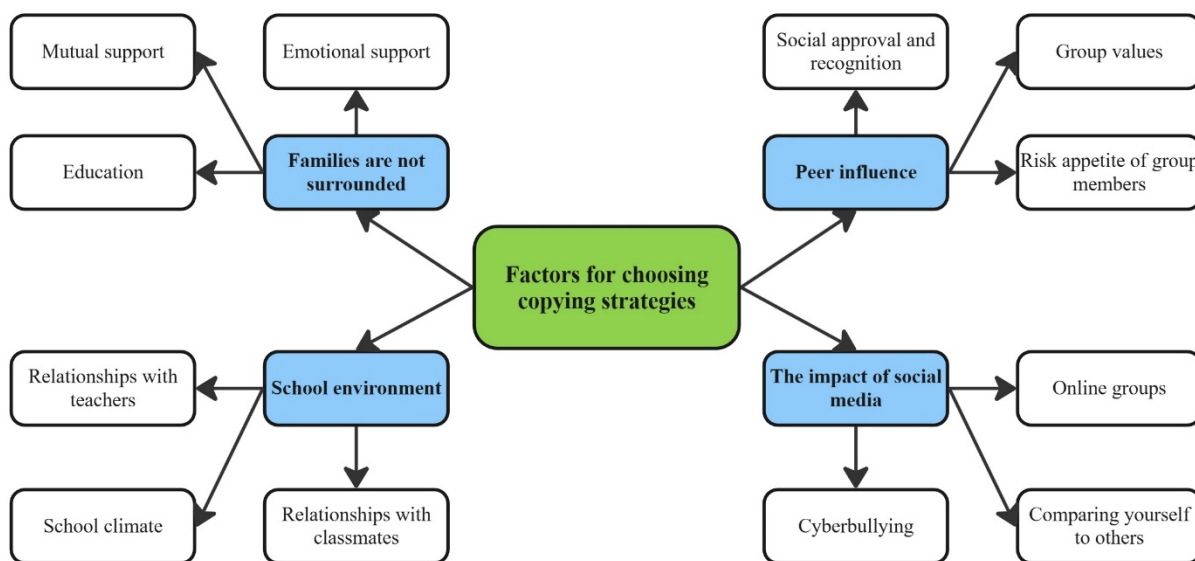 Mutual support
Emotional support
Social approval and
recognition
Group values
Education
Families are not
surrounded
Peer influence
Risk appetite of group
members
Factors for choosing
copying strategies
Relationships with
teachers
School environment
The impact of social
media
Online groups
School climate
Relationships with
classmates
Cyberbullying
Comparing yourself
to others